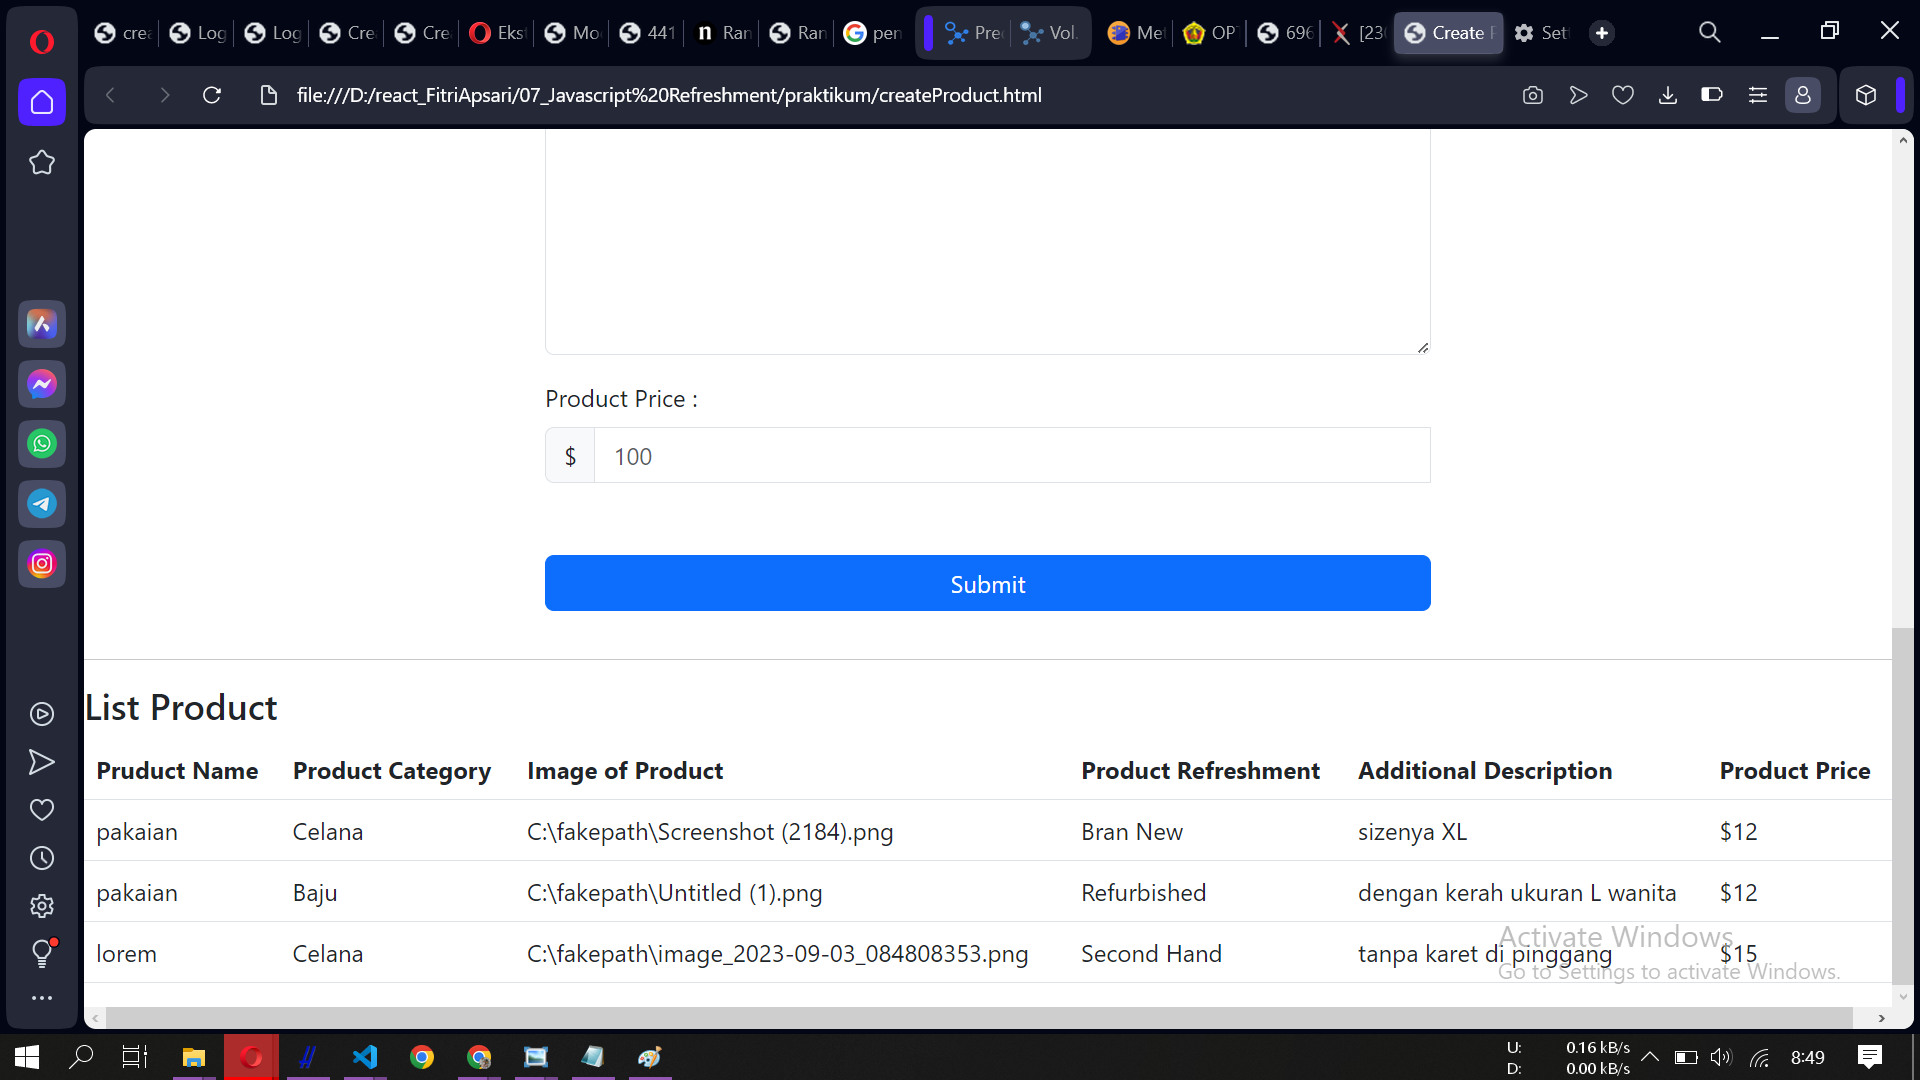 crea
Log
Log
Cre
Cre
Ekst
Mo
441
Ran
Ran
pen
Pre
Vol.
Me
OP
696
[23
Create
Set
file:///D:/react_FitriApsari/07_Javascript%20Refreshment/praktikum/createProduct.html
Product Price :
$ 100
Submit
List Product
Pruduct Name Product Category Image of Product Product Refreshment Additional Description Product Price
pakaian Celana C:\fakepath\Screenshot (2184).png Bran New sizenya XL $12
pakaian Baju C:\fakepath\Untitled (1).png Refurbished dengan kerah ukuran L wanita $12
lorem Celana C:\fakepath\image_2023-09-03_084808353.png Second Hand tanpa karet di pinggang $15
Activate Windows
Go to Settings to activate Windows.
U: 0.16 kB/s
D: 0.00 kB/s
8:49